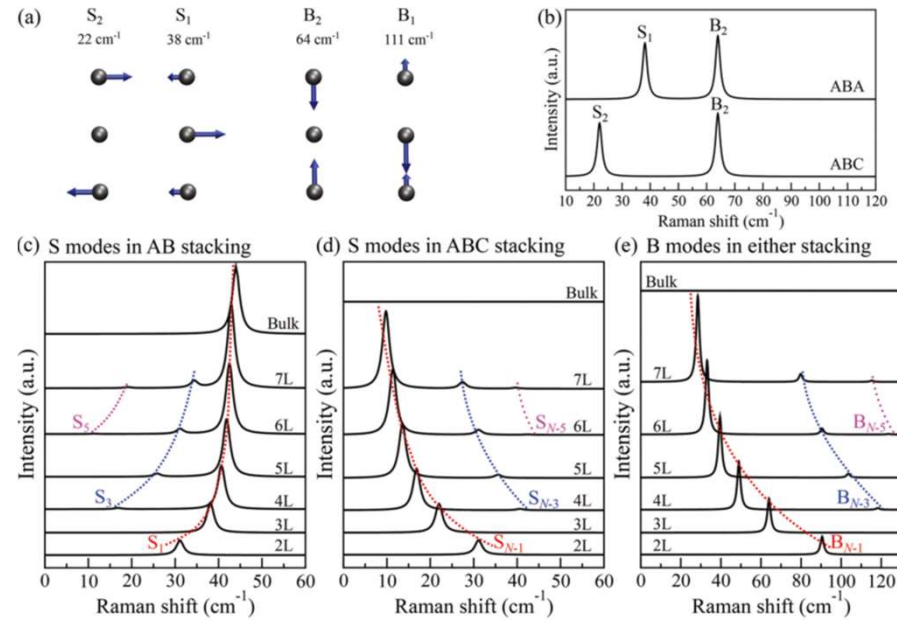 (a)
S2 S1 B2 B1
22 cm-1 38 cm-1 64 cm-1 111 cm-1
(b)
Intensity (a.u.)
S1 B2
ABA
S2 B2
ABC
10 20 30 40 50 60 70 80 90 100 110 120
Raman shift (cm-1)
(c) S modes in AB stacking
Intensity (a.u.)
Bulk
7L
S5 6L
5L
S3 4L
3L
S1 2L
0 10 20 30 40 50 60
Raman shift (cm-1)
(d) S modes in ABC stacking
Intensity (a.u.)
Bulk
7L
SN-5 6L
5L
SN-3 4L
3L
SN-1 2L
0 10 20 30 40 50 60
Raman shift (cm-1)
(e) B modes in either stacking
Intensity (a.u.)
Bulk
7L
6L BN-5
5L
4L BN-3
3L
2L BN-1
0 20 40 60 80 100 120
Raman shift (cm-1)